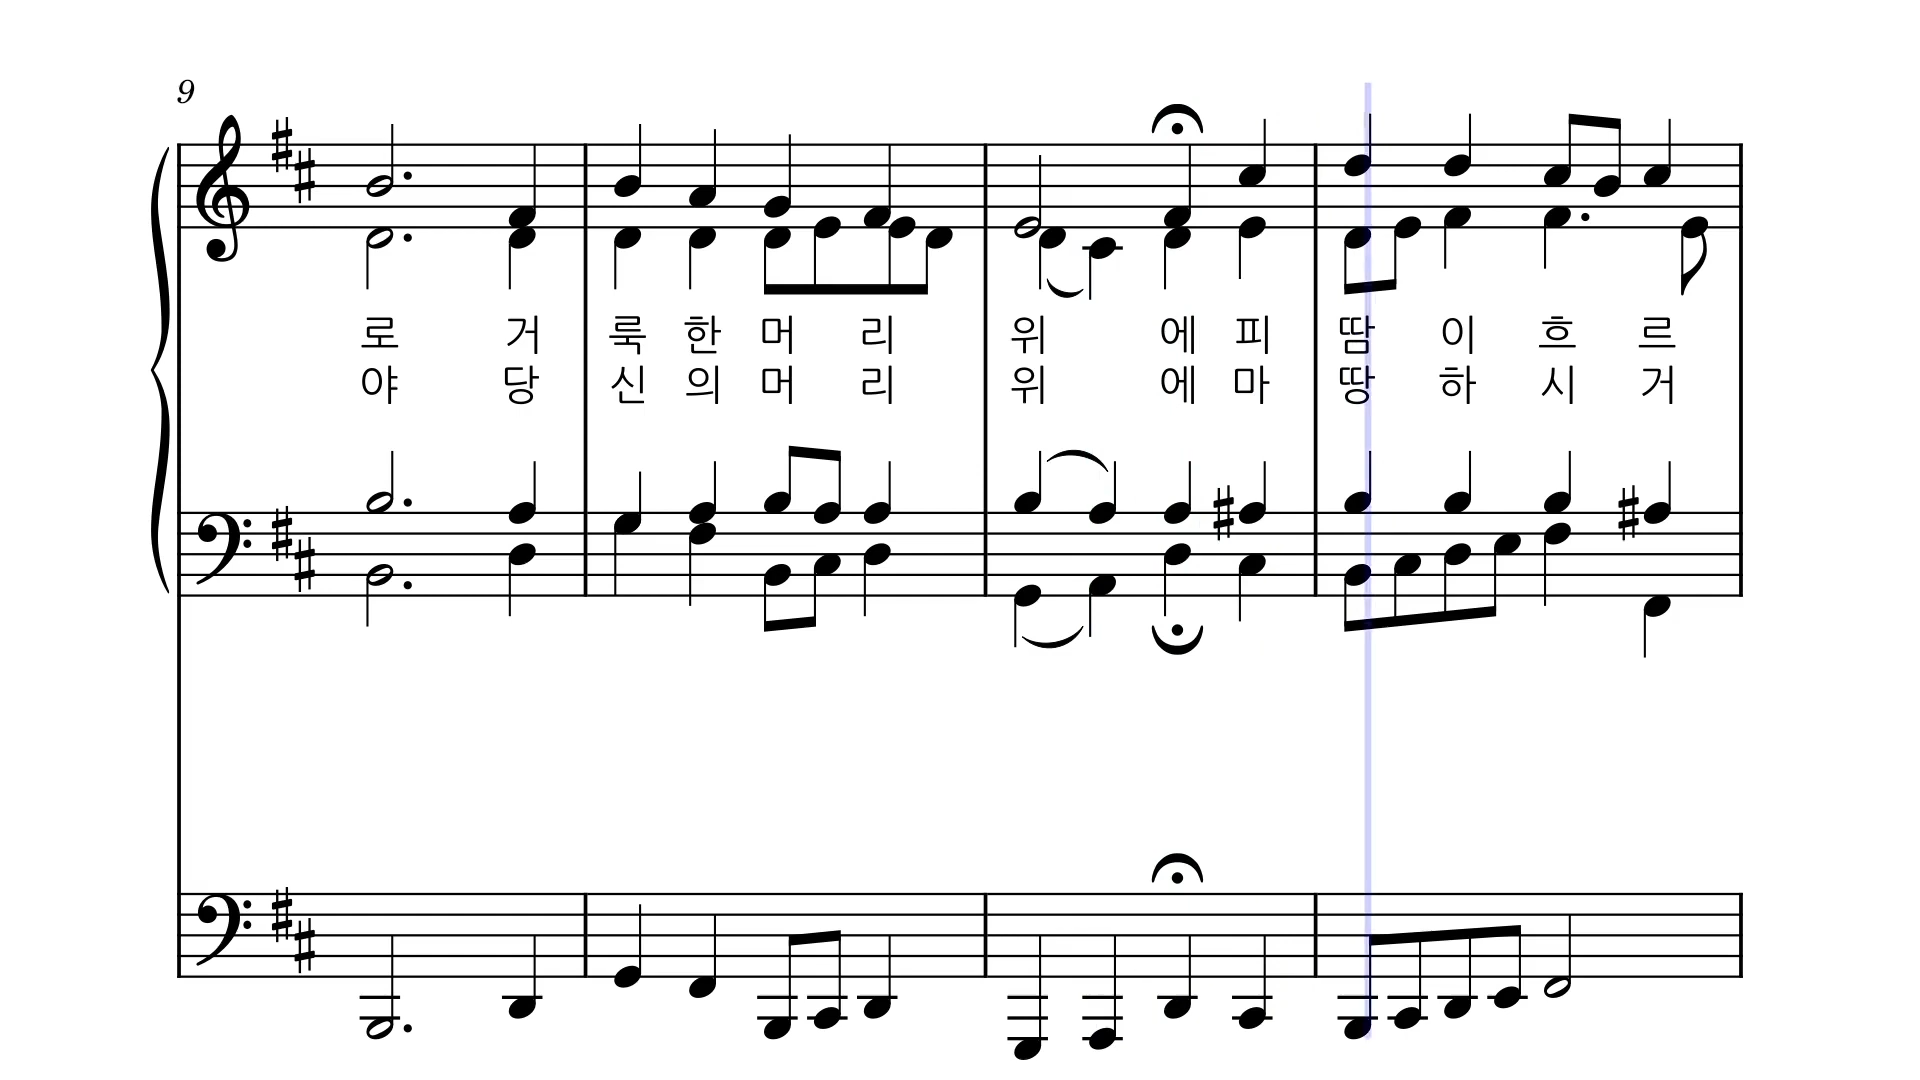 9
로 거 룩 한 머 리 위 에 피 땀 이 흐 르
야 당 신 의 머 리 위 에 마 땅 하 시 거